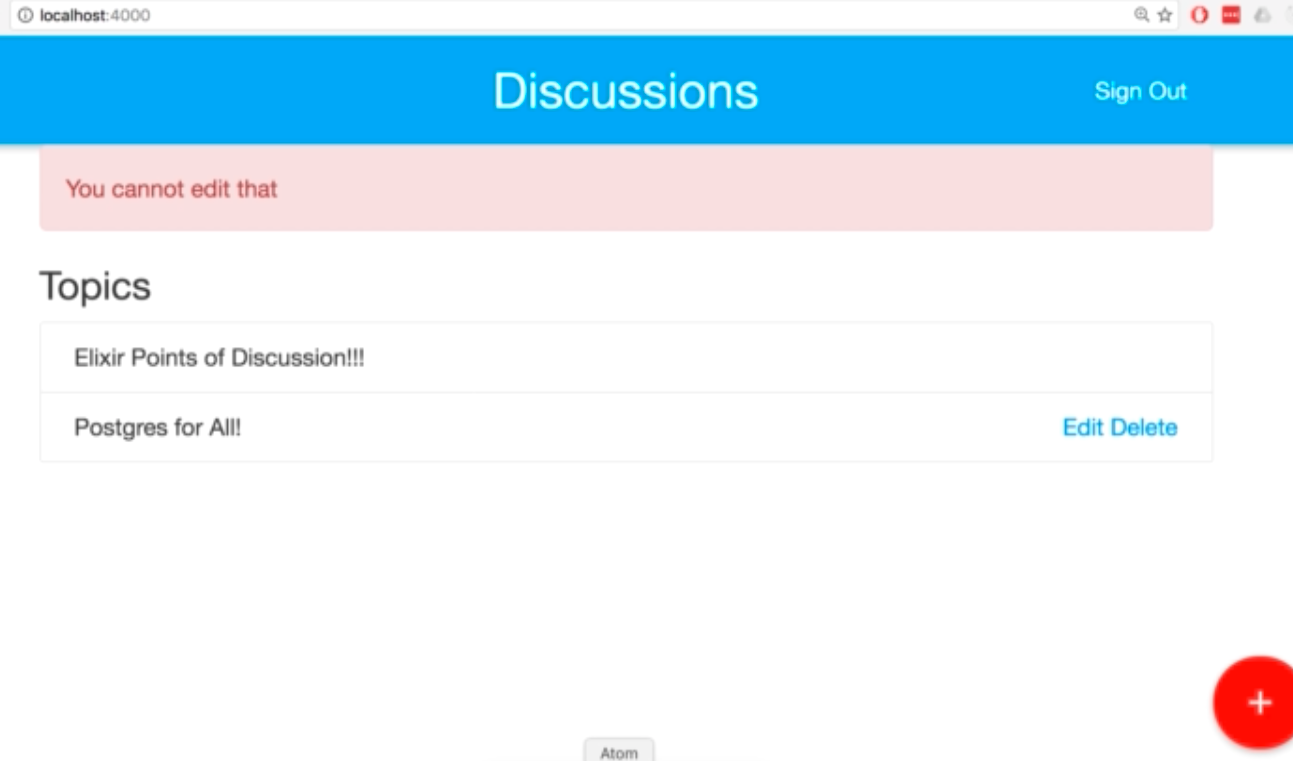 localhost:4000
Discussions
Sign Out
You cannot edit that
Topics
Elixir Points of Discussion!!!
Postgres for All!
Edit Delete
+
Atom